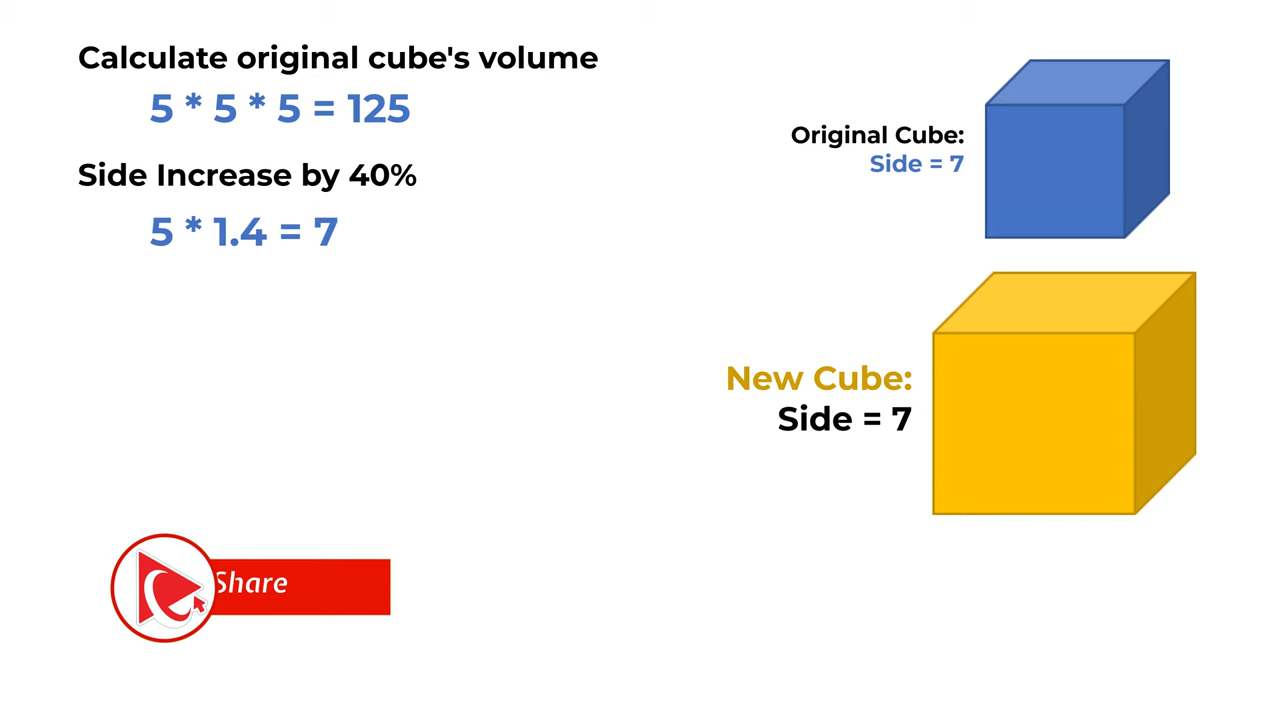 Calculate original cube's volume
5 * 5 * 5 = 125
Side Increase by 40%
5 * 1.4 = 7
Original Cube:
Side = 7
New Cube:
Side = 7
Share